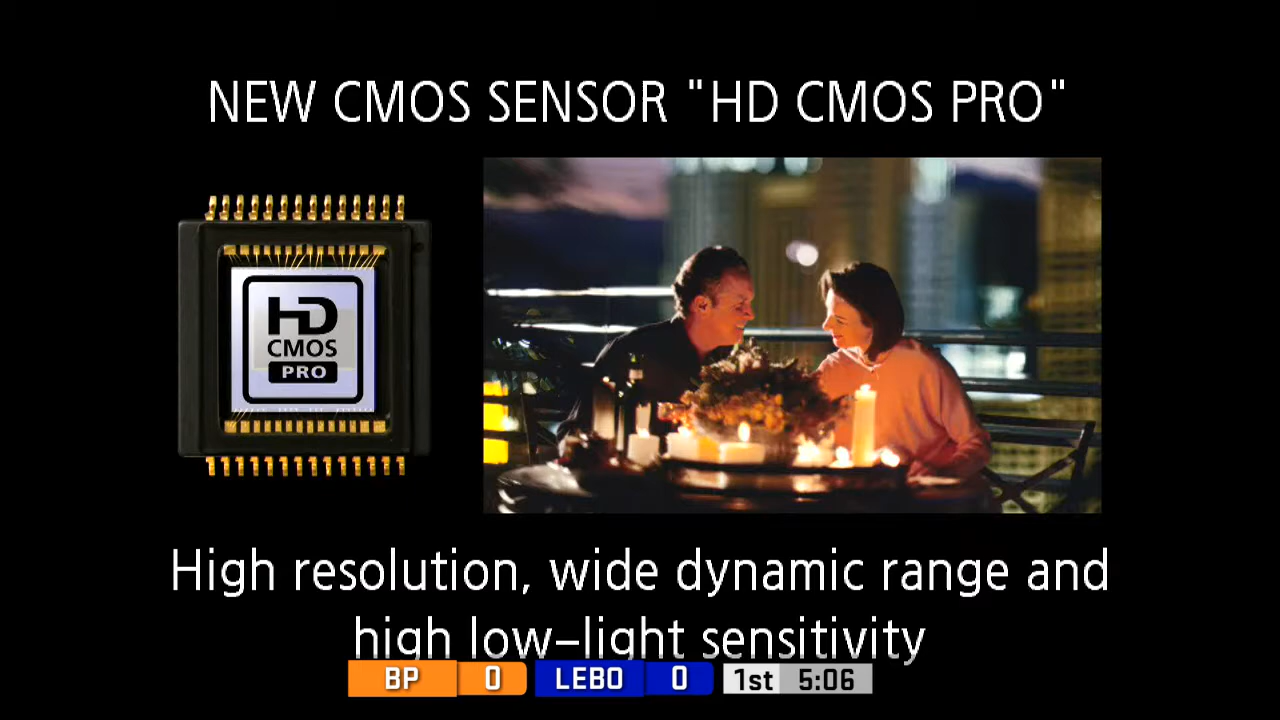 NEW CMOS SENSOR "HD CMOS PRO"
HD
CMOS
PRO
High resolution, wide dynamic range and
high low–light sensitivity
BP 0 LEBO 0 1st 5:06